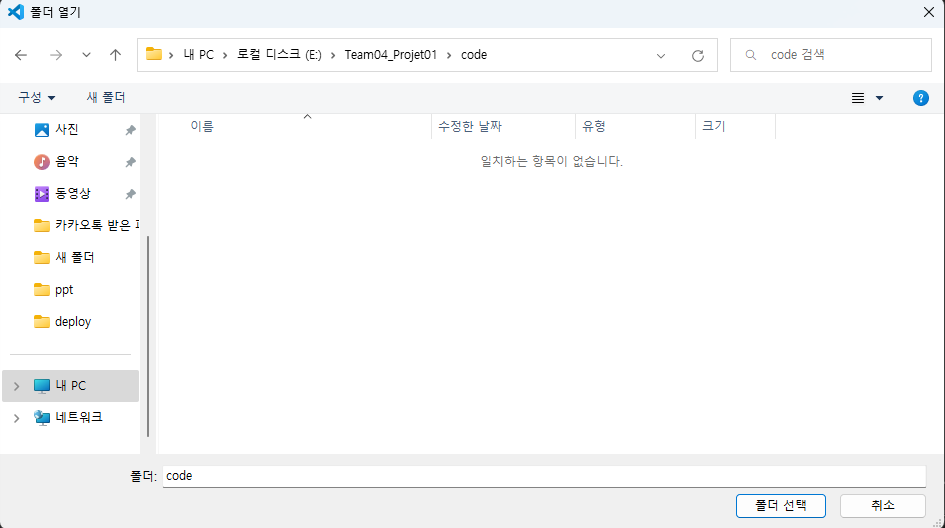 폴더 열기
내 PC > 로컬 디스크 (E:) > Team04_Projet01 > code
code 검색
구성 새 폴더
이름 수정한 날짜 유형 크기
일치하는 항목이 없습니다.
사진
음악
동영상
카카오톡 받은
새 폴더
ppt
deploy
내 PC
네트워크
폴더: code
폴더 선택 취소